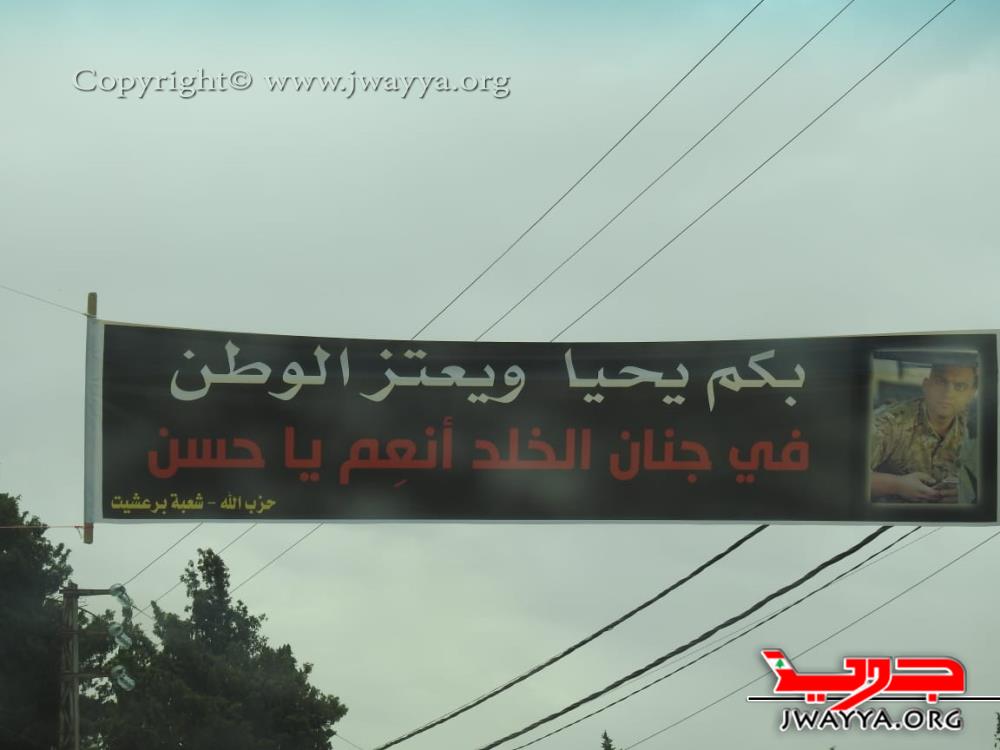 Copyright© www.jwayya.org
بكم يحيا ويعتز الوطن
في جنان الخلد أنعِم يا حسن
حزب الله - شعبة برعشيت
جويا
JWAYYA.ORG